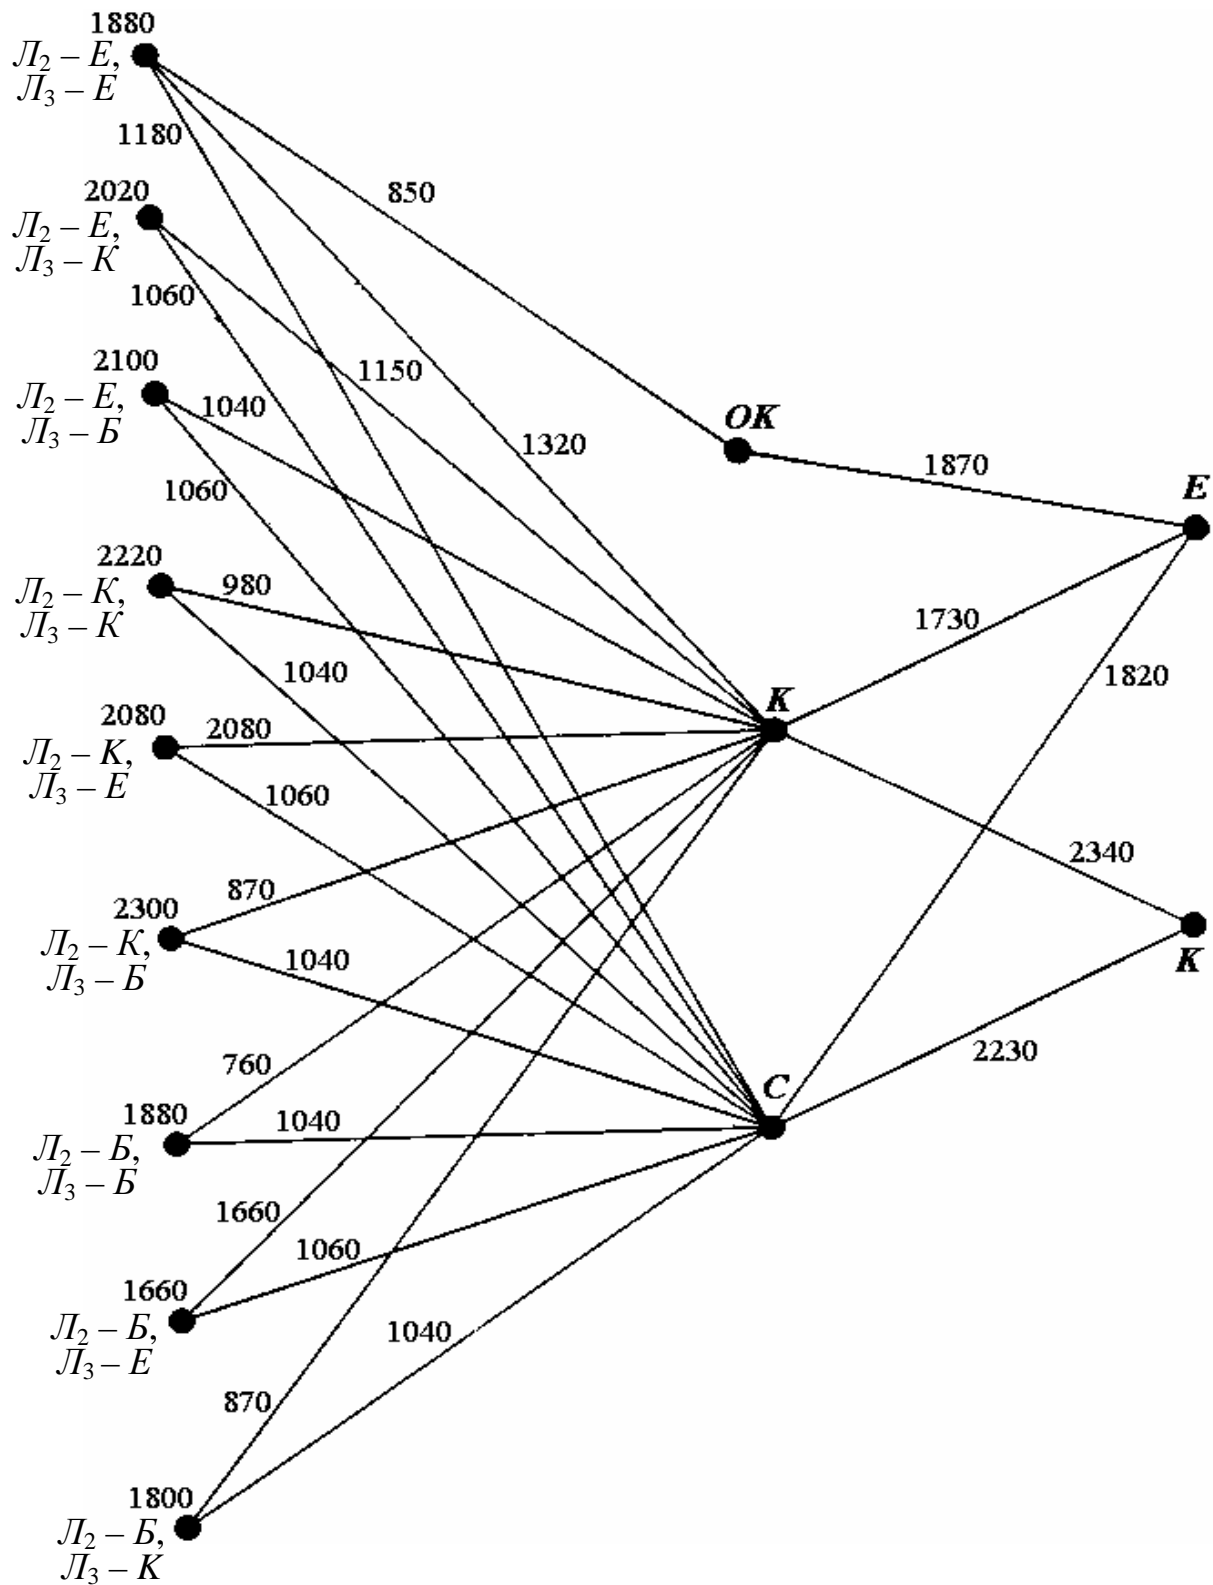 1880
Л₂ – Е,
Л₃ – Е
1180
850
2020
Л₂ – Е,
Л₃ – К
1060
1150
2100
Л₂ – Е,
Л₃ – Б
1040
1060
1320
ОК
1870
Е
2220
Л₂ – К,
Л₃ – К
980
1040
1730
1820
К
2080
Л₂ – К,
Л₃ – Е
2080
1060
2340
К
2300
Л₂ – К,
Л₃ – Б
870
1040
2230
760
С
1880
Л₂ – Б,
Л₃ – Б
1040
1660
1060
1660
Л₂ – Б,
Л₃ – Е
1040
870
1800
Л₂ – Б,
Л₃ – К